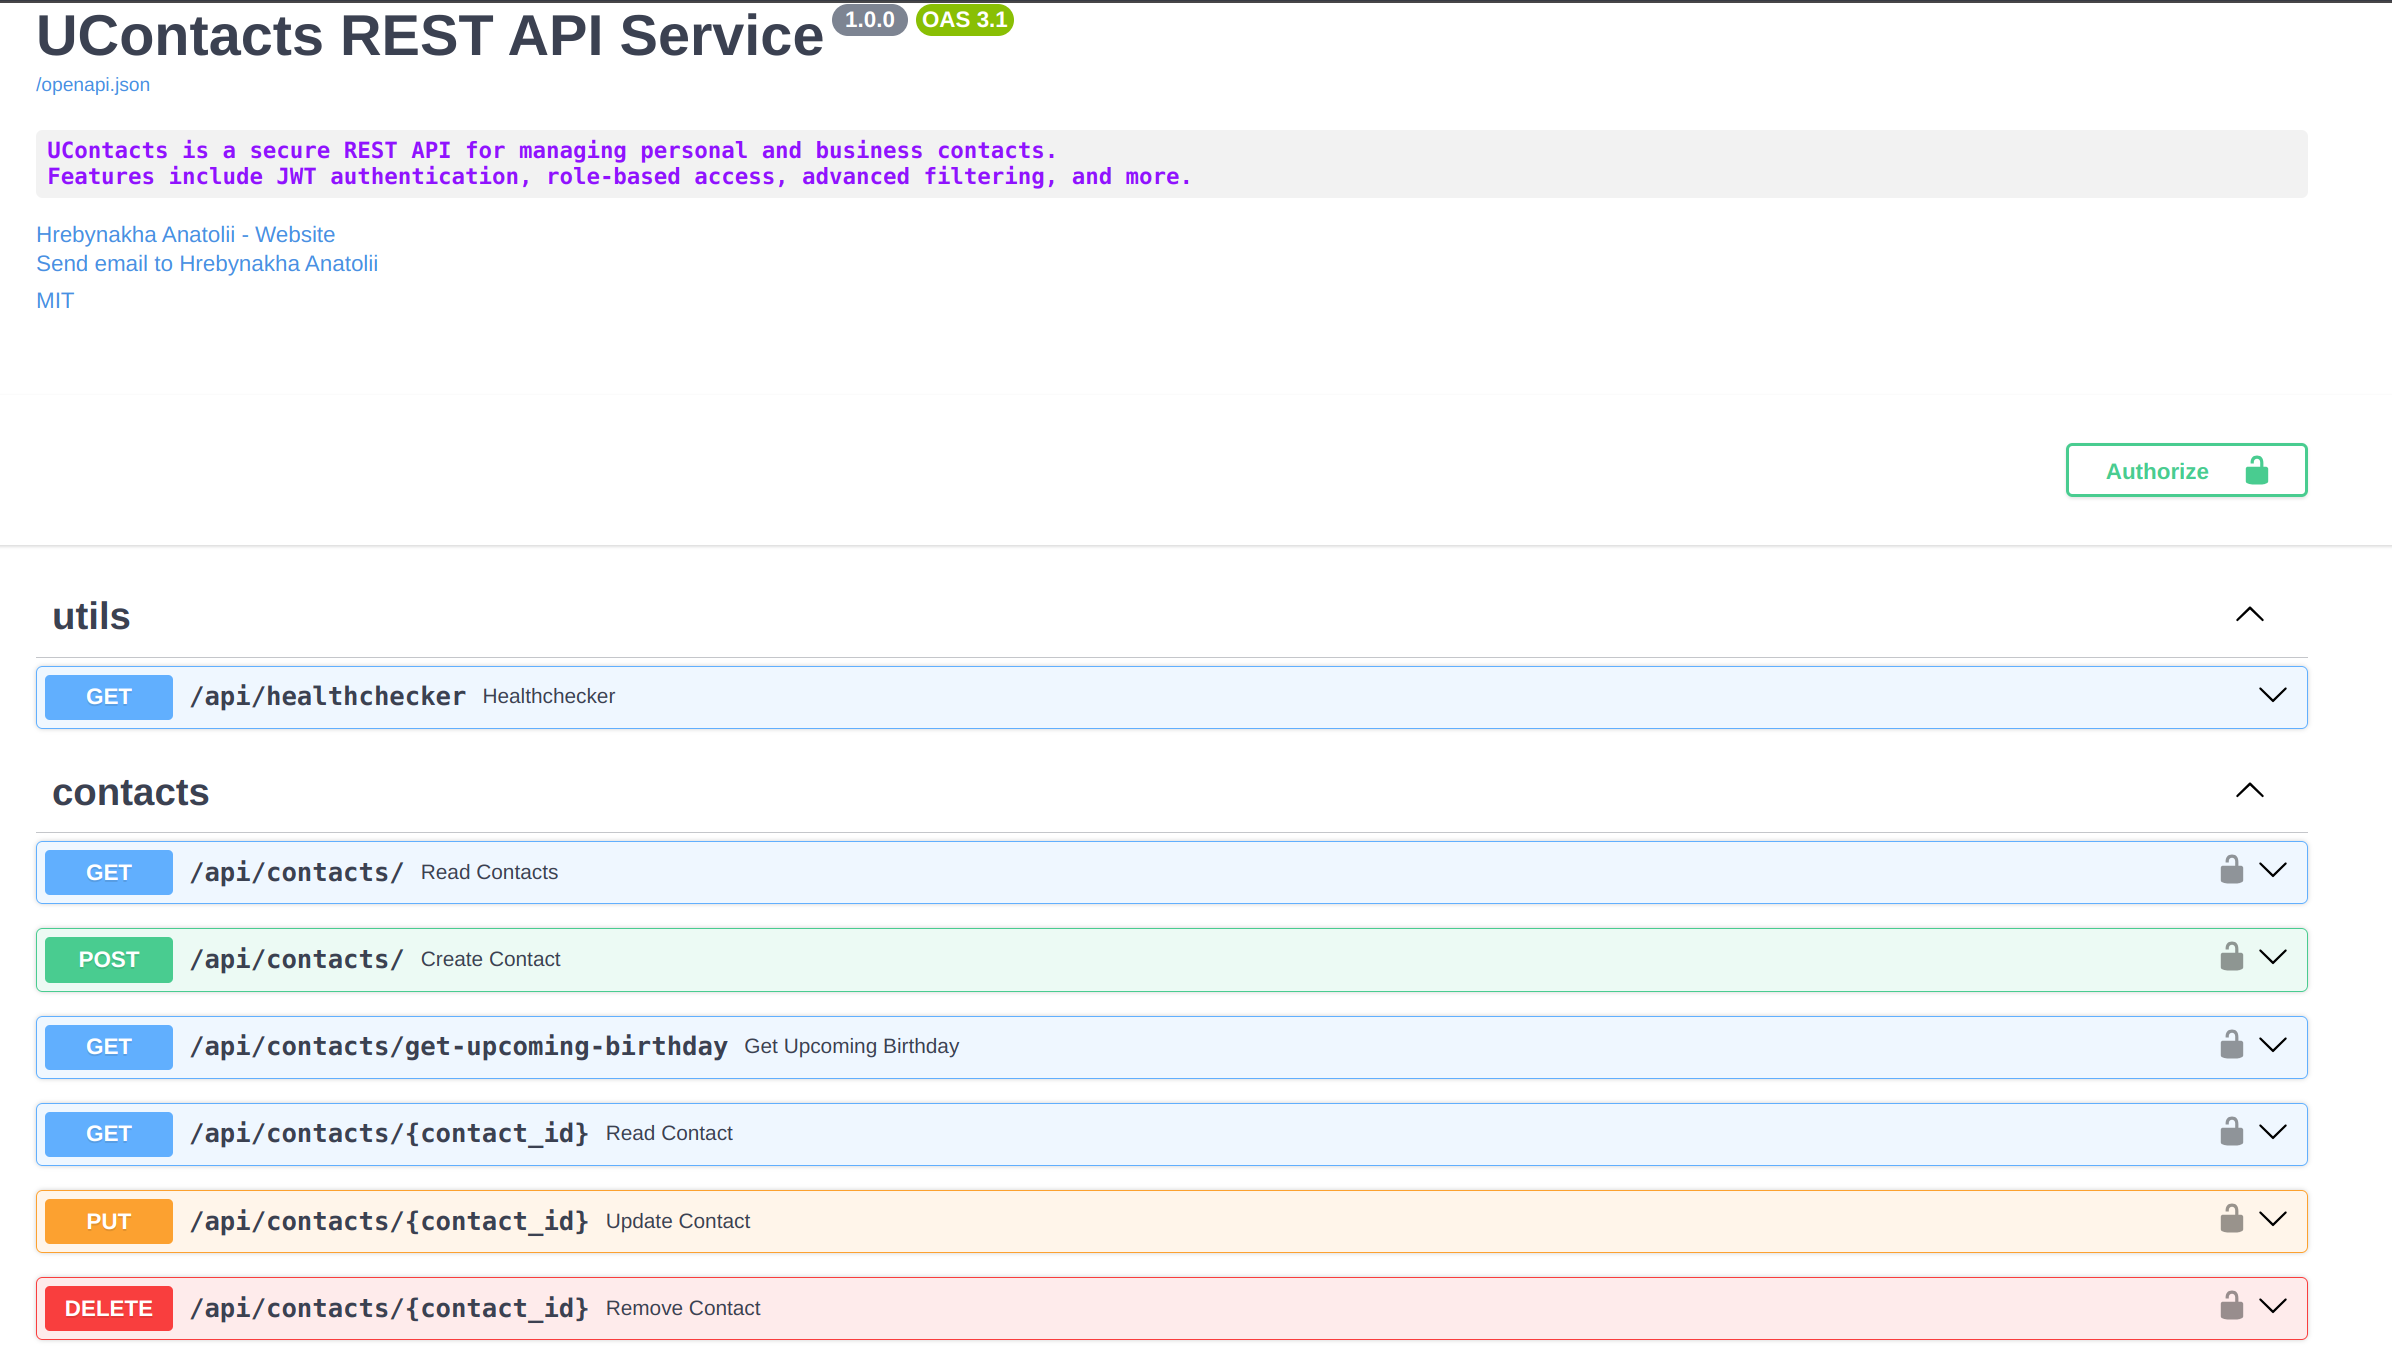 UContacts REST API Service 1.0.0 OAS 3.1
/openapi.json
UContacts is a secure REST API for managing personal and business contacts.
Features include JWT authentication, role-based access, advanced filtering, and more.
Hrebynakha Anatolii - Website
Send email to Hrebynakha Anatolii
MIT
Authorize
utils
GET /api/healthchecker Healthchecker
contacts
GET /api/contacts/ Read Contacts
POST /api/contacts/ Create Contact
GET /api/contacts/get-upcoming-birthday Get Upcoming Birthday
GET /api/contacts/{contact_id} Read Contact
PUT /api/contacts/{contact_id} Update Contact
DELETE /api/contacts/{contact_id} Remove Contact